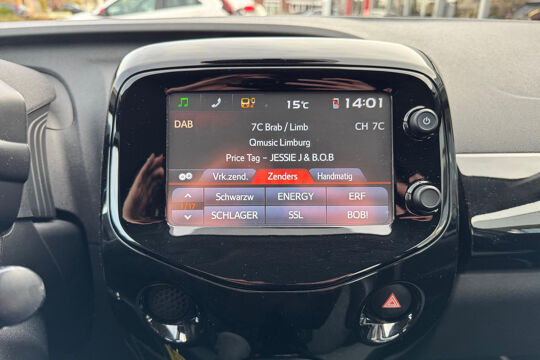 15°C 14:01
DAB 7C Brab / Limb CH 7C
Qmusic Limburg
Price Tag – JESSIE J & B.O.B
Vrk.zend. Zenders Handmatig
Schwarzw ENERGY ERF
SCHLAGER SSL BOB!